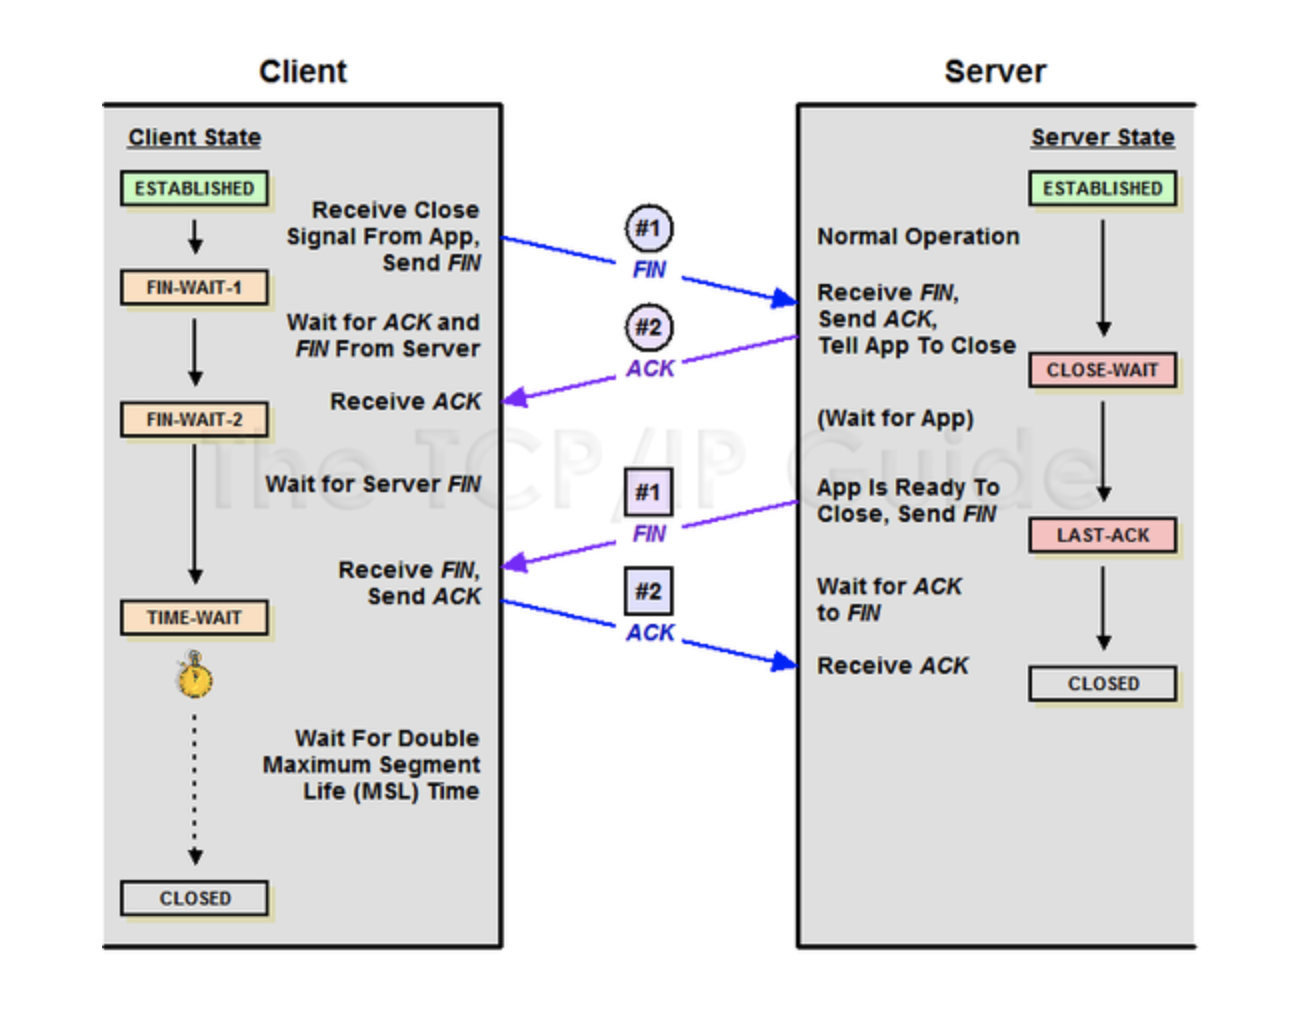 Client
Server
Client State
ESTABLISHED
Receive Close
Signal From App,
Send FIN
FIN-WAIT-1
Wait for ACK and
FIN From Server
Receive ACK
FIN-WAIT-2
Wait for Server FIN
Receive FIN,
Send ACK
TIME-WAIT
Wait For Double
Maximum Segment
Life (MSL) Time
CLOSED
#1
FIN
#2
ACK
#1
FIN
#2
ACK
Server State
ESTABLISHED
Normal Operation
Receive FIN,
Send ACK,
Tell App To Close
CLOSE-WAIT
(Wait for App)
App Is Ready To
Close, Send FIN
LAST-ACK
Wait for ACK
to FIN
Receive ACK
CLOSED
The TCP/IP Guide